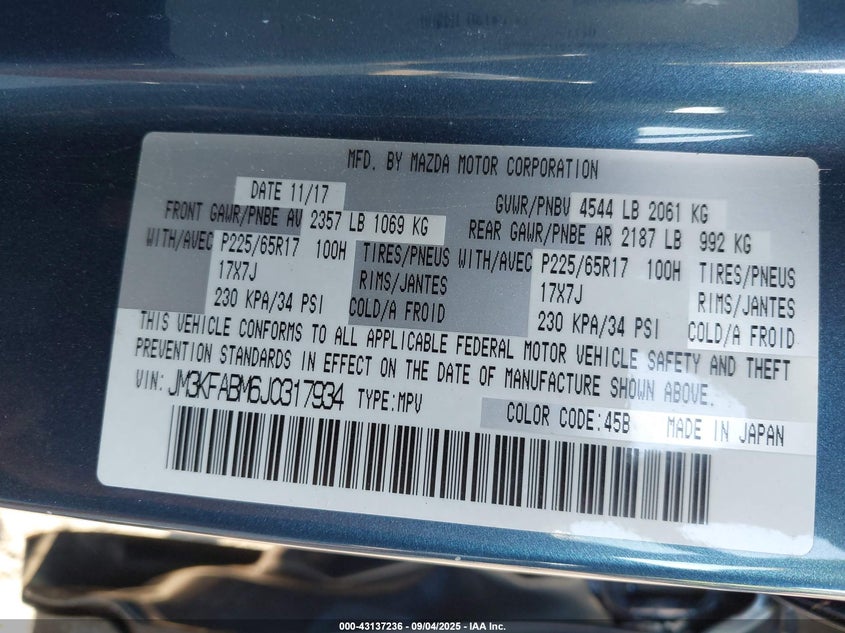 MFD. BY MAZDA MOTOR CORPORATION
DATE 11/17 GVWR/PNBV 4544 LB 2061 KG
FRONT GAWR/PNBE AV 2357 LB 1069 KG REAR GAWR/PNBE AR 2187 LB 992 KG
WITH/AVEC P225/65R17 100H TIRES/PNEUS WITH/AVEC P225/65R17 100H TIRES/PNEUS
17X7J RIMS/JANTES 17X7J RIMS/JANTES
230 KPA/34 PSI COLD/A FROID 230 KPA/34 PSI COLD/A FROID
THIS VEHICLE CONFORMS TO ALL APPLICABLE FEDERAL MOTOR VEHICLE SAFETY AND THEFT
PREVENTION STANDARDS IN EFFECT ON THE DATE OF MANUFACTURE SHOWN ABOVE.
VIN: JM3KFABM6J0317934 TYPE:MPV COLOR CODE:45B MADE IN JAPAN
000-43137236 - 09/04/2025 - IAA Inc.